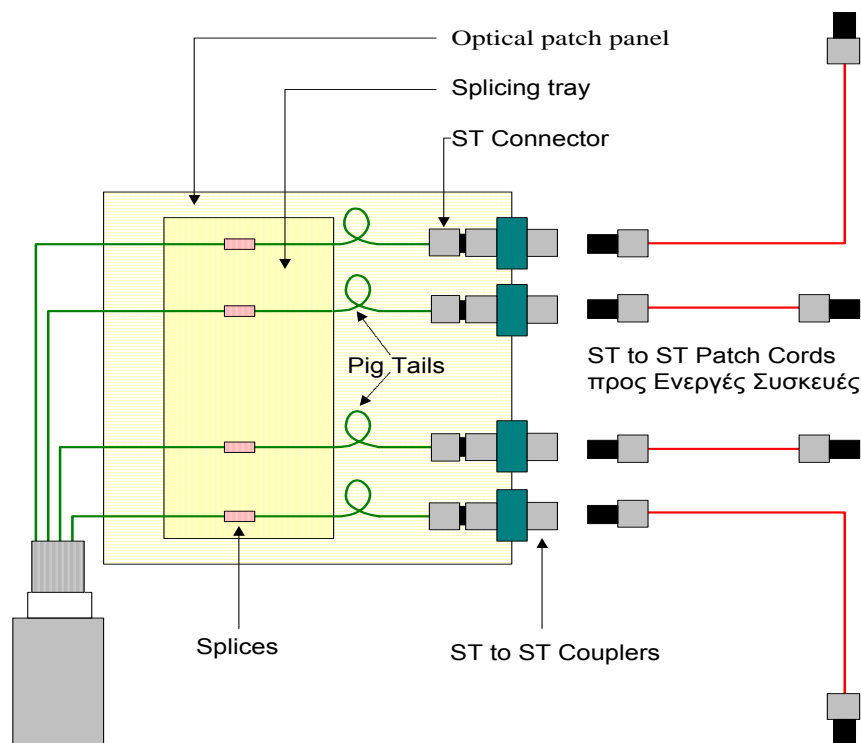 Optical patch panel
Splicing tray
ST Connector
Pig Tails
ST to ST Patch Cords
προς Ενεργές Συσκευές
Splices
ST to ST Couplers